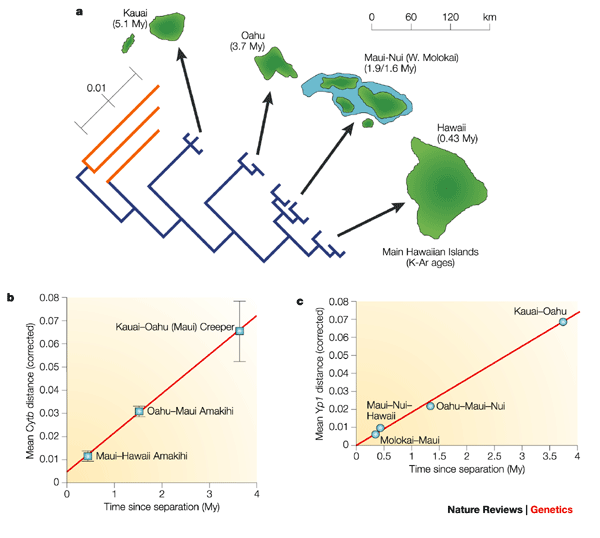 a
Kauai
(5.1 My)
Oahu
(3.7 My)
0 60 120 km
Maui-Nui (W. Molokai)
(1.9/1.6 My)
0.01
Hawaii
(0.43 My)
Main Hawaiian Islands
(K-Ar ages)
b
Mean Cytb distance (corrected)
0.08
0.07
0.06
0.05
0.04
0.03
0.02
0.01
0
Kauai–Oahu (Maui) Creeper
Oahu–Maui Amakihi
Maui–Hawaii Amakihi
0 1 2 3 4
Time since separation (My)
c
Mean Yp1 distance (corrected)
0.08
0.07
0.06
0.05
0.04
0.03
0.02
0.01
0
Kauai–Oahu
Maui–Nui–
Hawaii
Oahu–Maui–Nui
Molokai–Maui
0 0.5 1 1.5 2 2.5 3 3.5 4
Time since separation (My)
Nature Reviews | Genetics